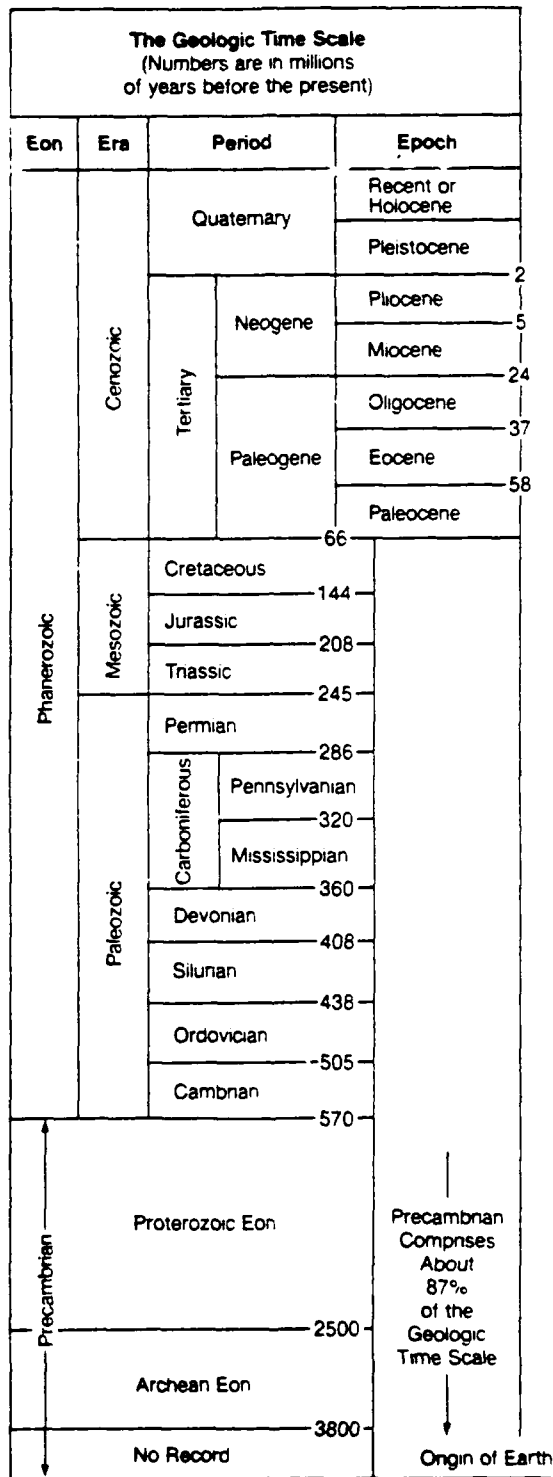 The Geologic Time Scale
(Numbers are in millions
of years before the present)
Eon Era Period Epoch
Phanerozoic
Cenozoic
Quaternary
Recent or
Holocene
Pleistocene
2
Tertiary
Neogene
Pliocene
5
Miocene
24
Paleogene
Oligocene
37
Eocene
58
Paleocene
66
Mesozoic
Cretaceous
144
Jurassic
208
Triassic
245
Paleozoic
Permian
286
Carboniferous
Pennsylvanian
320
Mississippian
360
Devonian
408
Silurian
438
Ordovician
505
Cambrian
570
Precambrian
Proterozoic Eon
2500
Archean Eon
3800
No Record
Precambrian
Comprises
About
87%
of the
Geologic
Time Scale
Origin of Earth